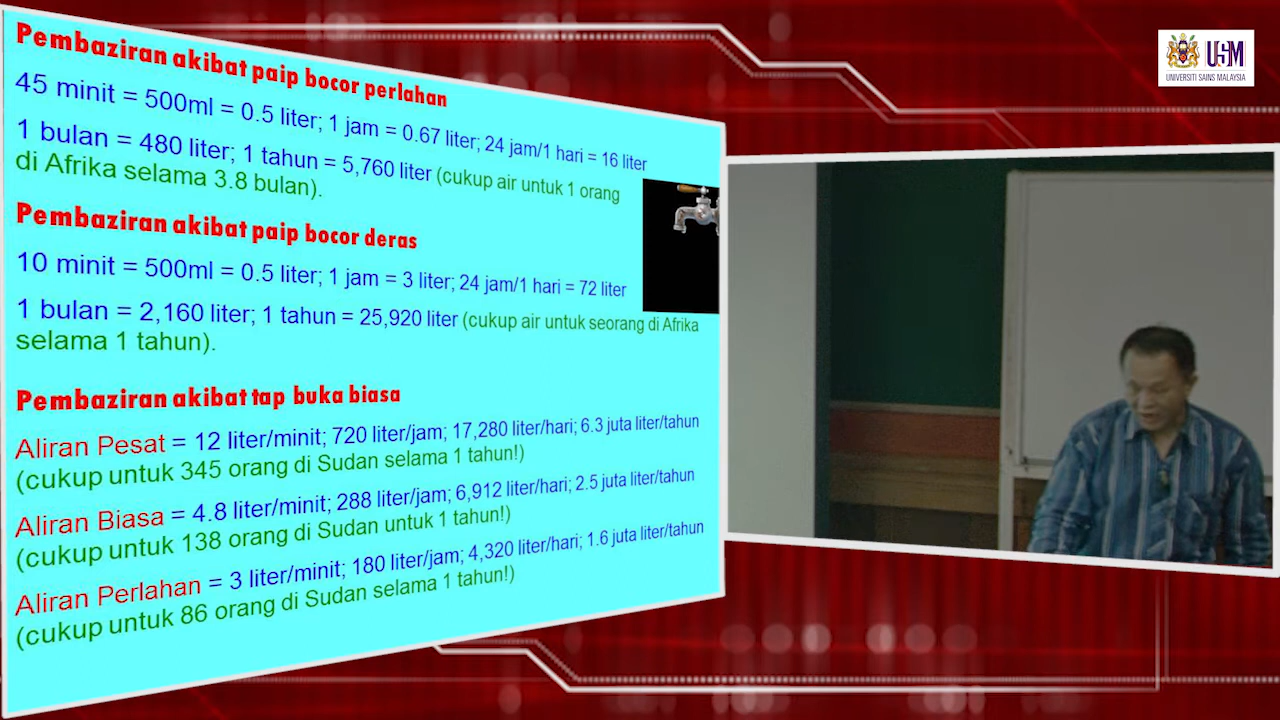 Pembaziran akibat paip bocor perlahan
45 minit = 500ml = 0.5 liter; 1 jam = 0.67 liter; 24 jam/1 hari = 16 liter
1 bulan = 480 liter; 1 tahun = 5,760 liter (cukup air untuk 1 orang
di Afrika selama 3.8 bulan).
Pembaziran akibat paip bocor deras
10 minit = 500ml = 0.5 liter; 1 jam = 3 liter; 24 jam/1 hari = 72 liter
1 bulan = 2,160 liter; 1 tahun = 25,920 liter (cukup air untuk seorang di Afrika
selama 1 tahun).
Pembaziran akibat tap buka biasa
Aliran Pesat = 12 liter/minit; 720 liter/jam; 17,280 liter/hari; 6.3 juta liter/tahun
(cukup untuk 345 orang di Sudan selama 1 tahun!)
Aliran Biasa = 4.8 liter/minit; 288 liter/jam; 6,912 liter/hari; 2.5 juta liter/tahun
(cukup untuk 138 orang di Sudan untuk 1 tahun!)
Aliran Perlahan = 3 liter/minit; 180 liter/jam; 4,320 liter/hari; 1.6 juta liter/tahun
(cukup untuk 86 orang di Sudan selama 1 tahun!)
USM
UNIVERSITI SAINS MALAYSIA